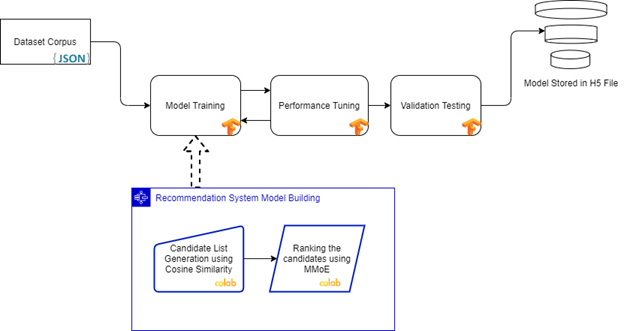 Dataset Corpus
{JSON}
Model Training
Performance Tuning
Validation Testing
Model Stored in H5 File
Recommendation System Model Building
Candidate List
Generation using
Cosine Similarity
colab
Ranking the
candidates using
MMoE
colab